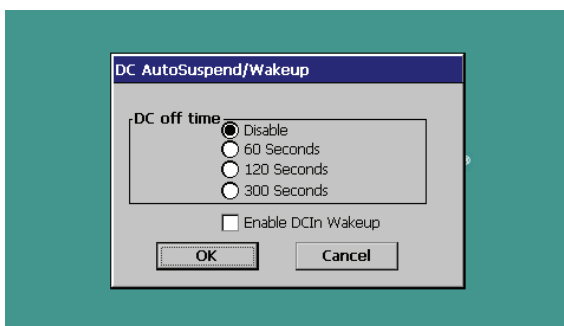 DC AutoSuspend/Wakeup
DC off time
Disable
60 Seconds
120 Seconds
300 Seconds
Enable DCIn Wakeup
OK
Cancel